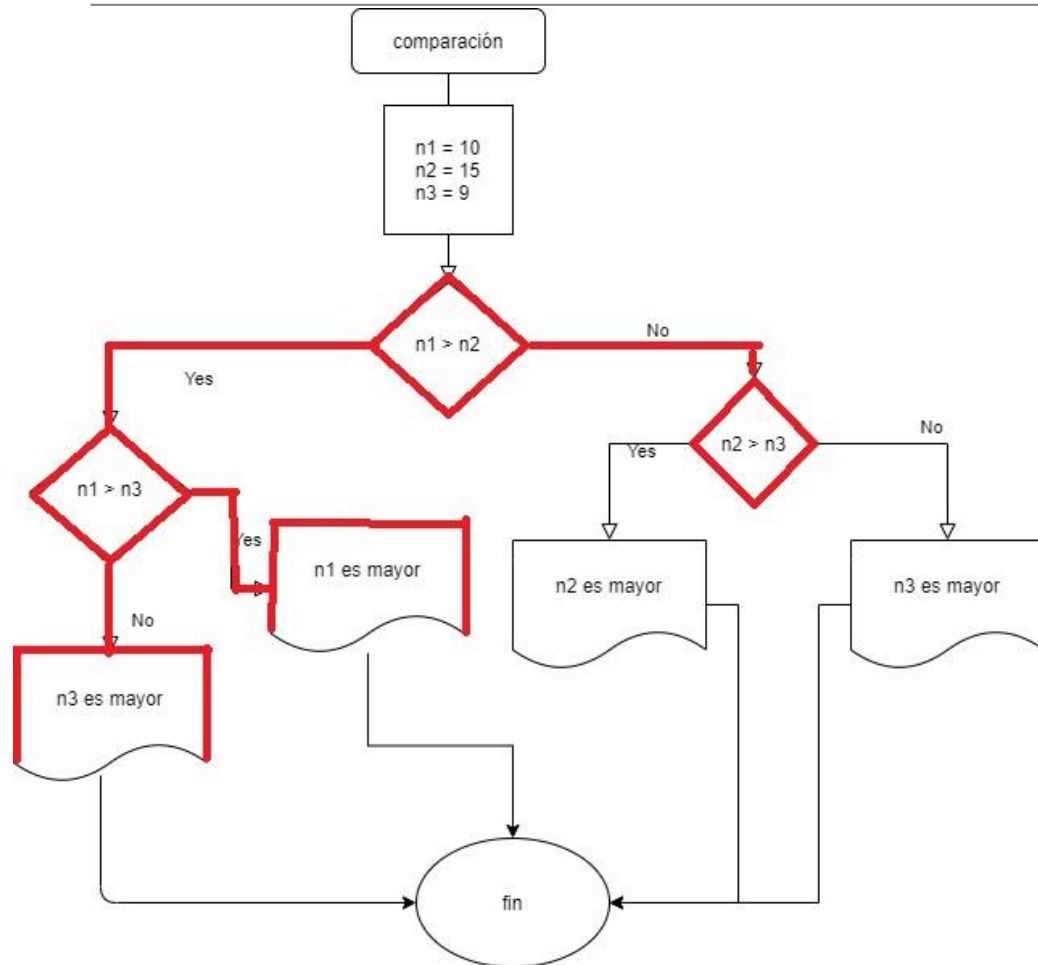 comparación
n1 = 10
n2 = 15
n3 = 9
n1 > n2
No
Yes
n2 > n3
Yes
No
n1 > n3
Yes
n1 es mayor
n2 es mayor
n3 es mayor
No
n3 es mayor
fin